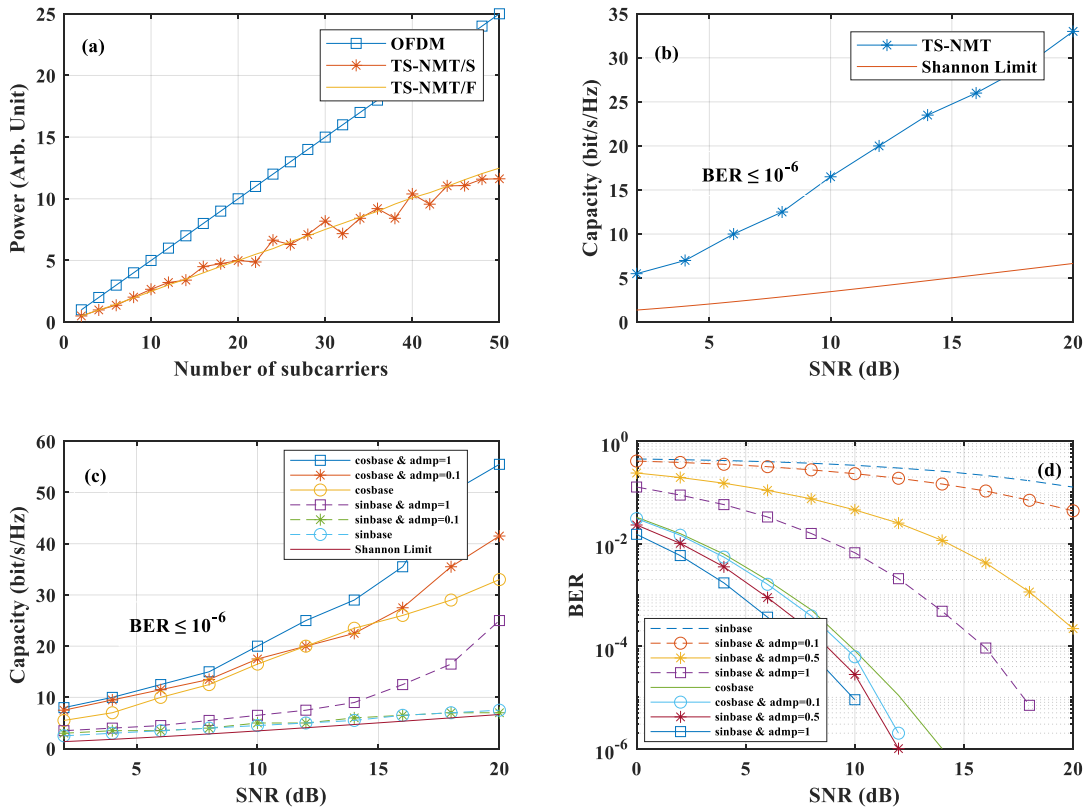 (a)
OFDM
TS-NMT/S
TS-NMT/F
Power (Arb. Unit)
0
5
10
15
20
25
0
10
20
30
40
50
Number of subcarriers
(b)
TS-NMT
Shannon Limit
BER ≤ 10⁻⁶
Capacity (bit/s/Hz)
0
5
10
15
20
25
30
35
5
10
15
20
SNR (dB)
(c)
cosbase & admp=1
cosbase & admp=0.1
cosbase
sinbase & admp=1
sinbase & admp=0.1
sinbase
Shannon Limit
BER ≤ 10⁻⁶
Capacity (bit/s/Hz)
0
10
20
30
40
50
60
5
10
15
20
SNR (dB)
(d)
sinbase
sinbase & admp=0.1
sinbase & admp=0.5
sinbase & admp=1
cosbase
cosbase & admp=0.1
sinbase & admp=0.5
sinbase & admp=1
BER
10⁰
10⁻²
10⁻⁴
10⁻⁶
0
5
10
15
20
SNR (dB)